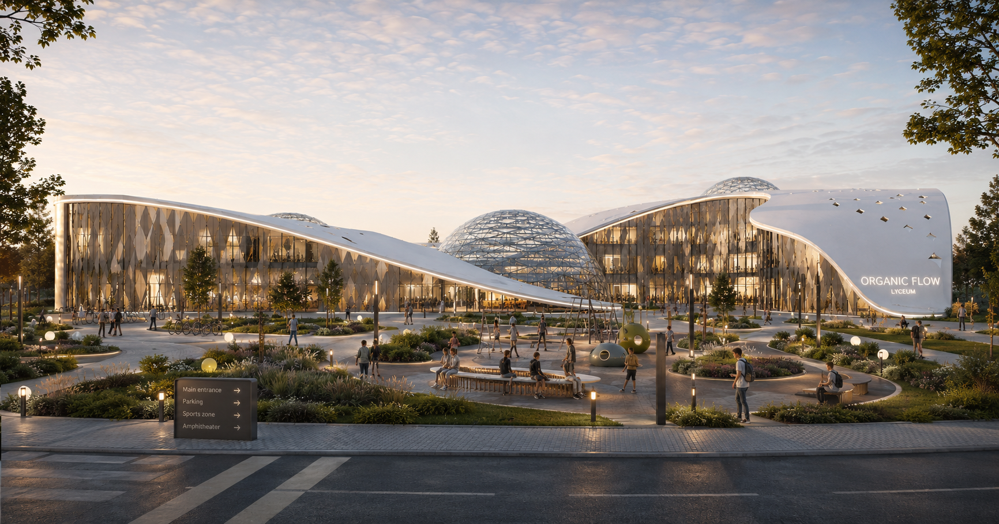 ORGANIC FLOW
LYCEUM
Main entrance →
Parking →
Sports zone →
Amphitheater →